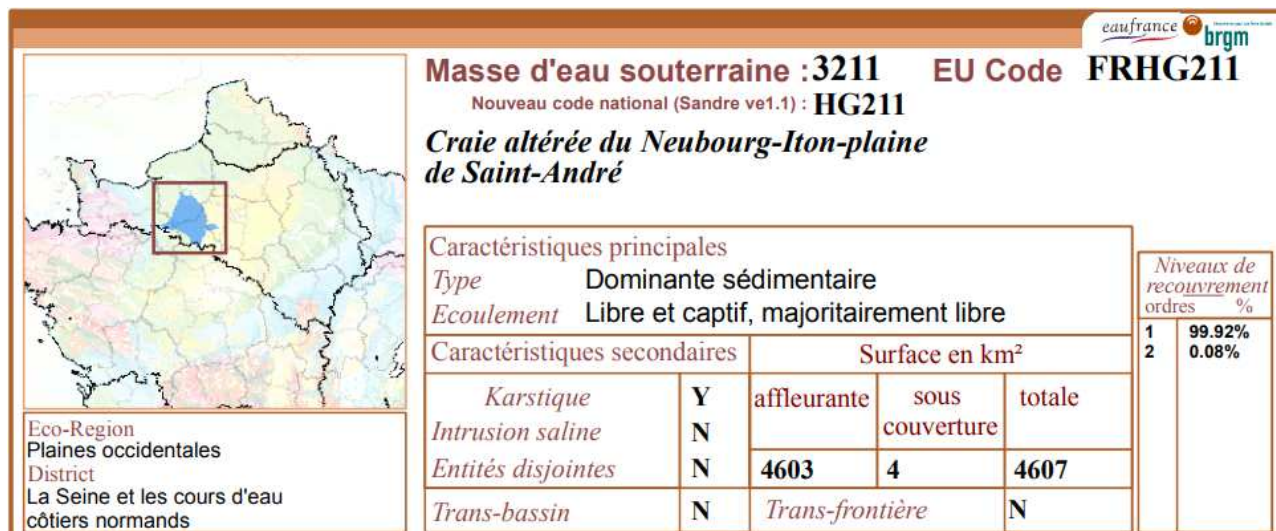 eaufrance
brgm
Masse d'eau souterraine : 3211 EU Code FRHG211
Nouveau code national (Sandre ve1.1) : HG211
Craie altérée du Neubourg-Iton-plaine
de Saint-André
Caractéristiques principales
Type Dominante sédimentaire
Ecoulement Libre et captif, majoritairement libre
Niveaux de
recouvrement
ordres %
1 99.92%
2 0.08%
Caractéristiques secondaires Surface en km²
Karstique Y affleurante sous totale
couverture
Intrusion saline N
Entités disjointes N 4603 4 4607
Trans-bassin N Trans-frontière N
Eco-Region
Plaines occidentales
District
La Seine et les cours d'eau
côtiers normands